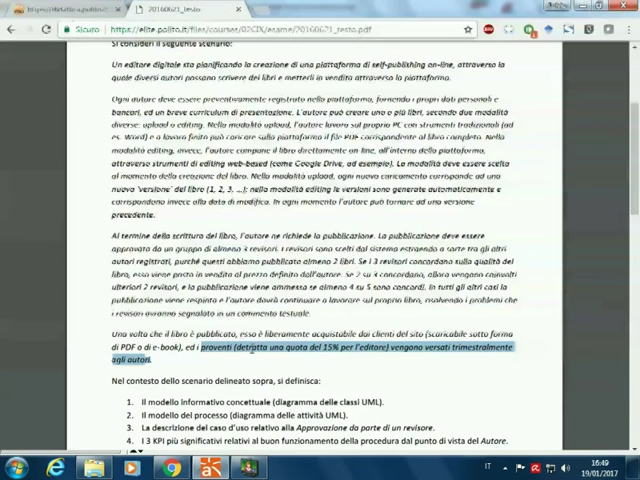 20160621_testo.pdf
Sicuro https://elite.polito.it/files/courses/02CIX/esame/20160621_testo.pdf
Si consideri il seguente scenario:
Un editore digitale sta pianificando la creazione di una piattaforma di self-publishing on-line, attraverso la
quale diversi autori possano scrivere dei libri e metterli in vendita attraverso la piattaforma.
Ogni autore deve essere preventivamente registrato nella piattaforma, fornendo i propri dati personali e
bancari, ed un breve curriculum di presentazione. L'autore può creare uno o più libri, secondo due modalità
diverse: upload o editing. Nella modalità upload, l'autore lavora sul proprio PC con strumenti tradizionali (ad
es. Word) e a lavoro finito può caricare sulla piattaforma il file PDF corrispondente al libro completo. Nella
modalità editing, invece, l'autore compone il libro direttamente on-line, all'interno della piattaforma,
attraverso strumenti di editing web-based (come Google Drive, ad esempio). La modalità deve essere scelta
al momento della creazione del libro. Nella modalità upload, ogni nuovo caricamento corrisponde ad una
nuova 'versione' del libro (1, 2, 3, ...); nella modalità editing le versioni sono generate automaticamente e
corrispondono invece alla data di modifica. In ogni momento l'autore può tornare ad una versione
precedente.
Al termine della scrittura del libro, l'autore ne richiede la pubblicazione. La pubblicazione deve essere
approvata da un gruppo di almeno 3 revisori. I revisori sono scelti dal sistema estraendo a sorte tra gli altri
autori registrati, purché questi abbiamo pubblicato almeno 2 libri. Se i 3 revisori concordano sulla qualità del
libro, esso viene posto in vendita al prezzo definito dall'autore. Se 2 su 3 concordano, allora vengono coinvolti
ulteriori 2 revisori, e la pubblicazione viene ammessa se almeno 4 su 5 sono concordi. In tutti gli altri casi la
pubblicazione viene respinta e l'autore dovrà continuare a lavorare sul proprio libro, risolvendo i problemi che
i revisori avranno segnalato in un commento testuale.
Una volta che il libro è pubblicato, esso è liberamente acquistabile dai clienti del sito (scaricabile sotto forma
di PDF o di e-book), ed i proventi (detratta una quota del 15% per l'editore) vengono versati trimestralmente
agli autori.
Nel contesto dello scenario delineato sopra, si definisca:
1. Il modello informativo concettuale (diagramma delle classi UML).
2. Il modello del processo (diagramma delle attività UML).
3. La descrizione del caso d'uso relativo alla Approvazione da parte di un revisore.
4. I 3 KPI più significativi relativi al buon funzionamento della procedura dal punto di vista del Autore.
IT
16:49
19/01/2017